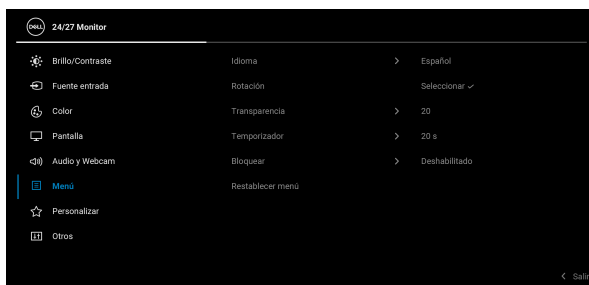 DELL 24/27 Monitor
Brillo/Contraste Idioma > Español
Fuente entrada Rotación Seleccionar ✓
Color Transparencia > 20
Pantalla Temporizador > 20 s
Audio y Webcam Bloquear > Deshabilitado
Menú Restablecer menú
Personalizar
Otros
< Salir